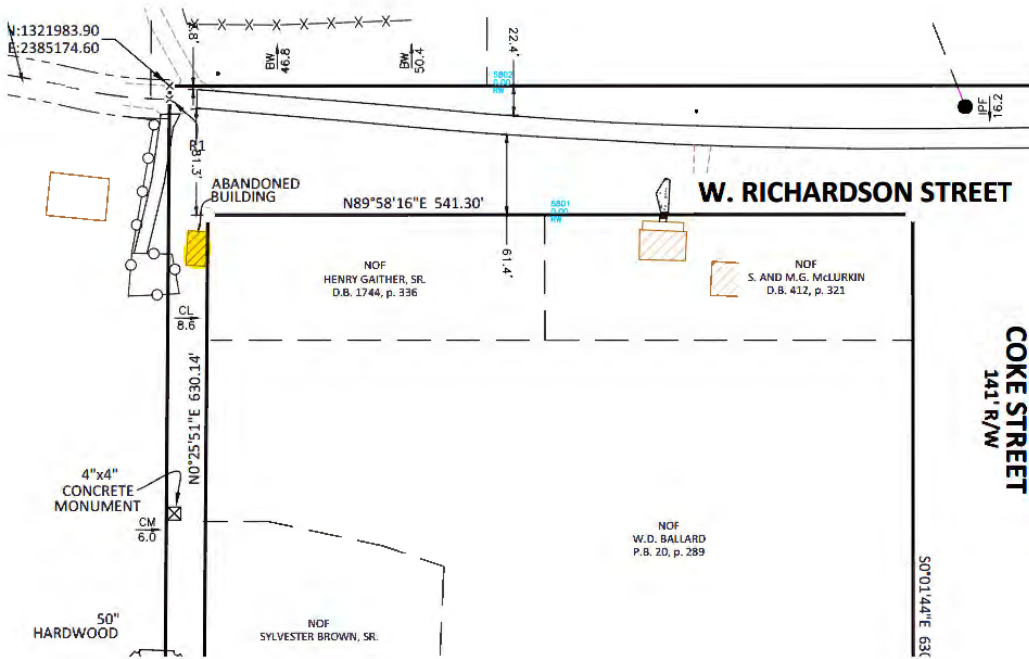 N:1321983.90
E:2385174.60
BW
46.8
BW
50.4
22.4'
5802
0.00
RW
IPF
16.2
R1
31.3'
ABANDONED
BUILDING
N89°58'16"E 541.30'
5801
0.00
RW
W. RICHARDSON STREET
61.4'
NOF
HENRY GAITHER, SR.
D.B. 1744, p. 336
NOF
S. AND M.G. McLURKIN
D.B. 412, p. 321
CL
8.6
N0°25'51"E 630.14'
COKE STREET
141' R/W
4"x4"
CONCRETE
MONUMENT
CM
6.0
NOF
W.D. BALLARD
P.B. 20, p. 289
S0°01'44"E 630
50"
HARDWOOD
NOF
SYLVESTER BROWN, SR.